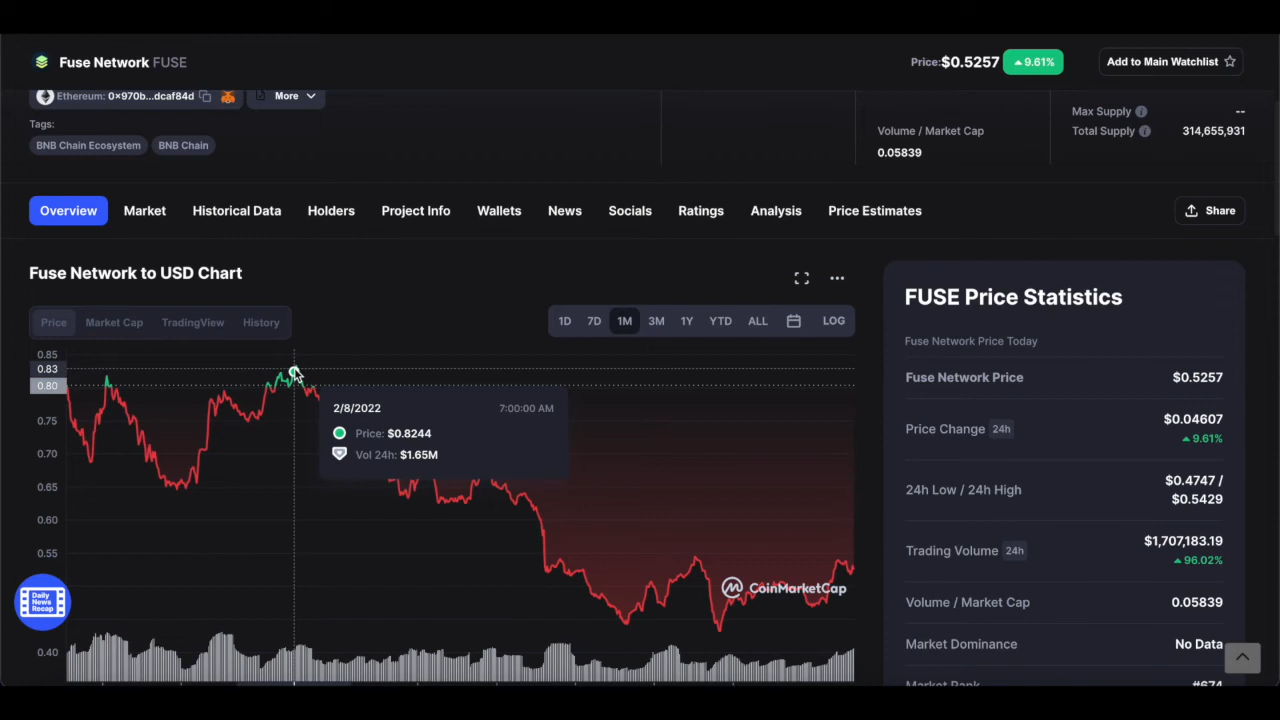 Fuse Network FUSE
Price:$0.5257 9.61%
Add to Main Watchlist
Ethereum: 0x970b...dcaf84d
More
Tags:
BNB Chain Ecosystem BNB Chain
Volume / Market Cap
0.05839
Max Supply --
Total Supply 314,655,931
Overview Market Historical Data Holders Project Info Wallets News Socials Ratings Analysis Price Estimates
Share
Fuse Network to USD Chart
Price Market Cap TradingView History
1D 7D 1M 3M 1Y YTD ALL LOG
0.85
0.83
0.80
0.75
0.70
0.65
0.60
0.55
0.40
2/8/2022 7:00:00 AM
Price: $0.8244
Vol 24h: $1.65M
CoinMarketCap
Daily
News
Recap
FUSE Price Statistics
Fuse Network Price Today
Fuse Network Price $0.5257
Price Change 24h $0.04607
9.61%
24h Low / 24h High $0.4747 /
$0.5429
Trading Volume 24h $1,707,183.19
96.02%
Volume / Market Cap 0.05839
Market Dominance No Data
Market Rank #674